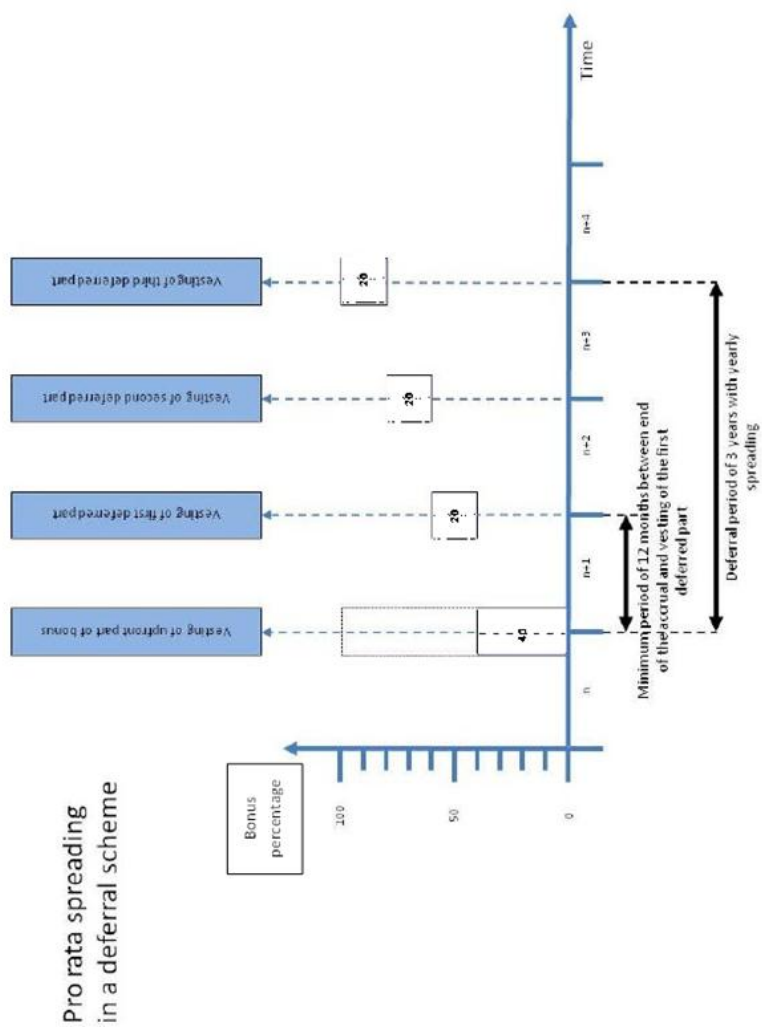 Pro rata spreading
in a deferral scheme
Bonus
percentage
Vesting of upfront part of bonus
Vesting of first deferred part
Vesting of second deferred part
Vesting of third deferred part
100
50
0
40
20
20
20
n
n+1
n+2
n+3
n+4
Time
Minimum period of 12 months between end
of the accrual and vesting of the first
deferred part
Deferral period of 3 years with yearly
spreading